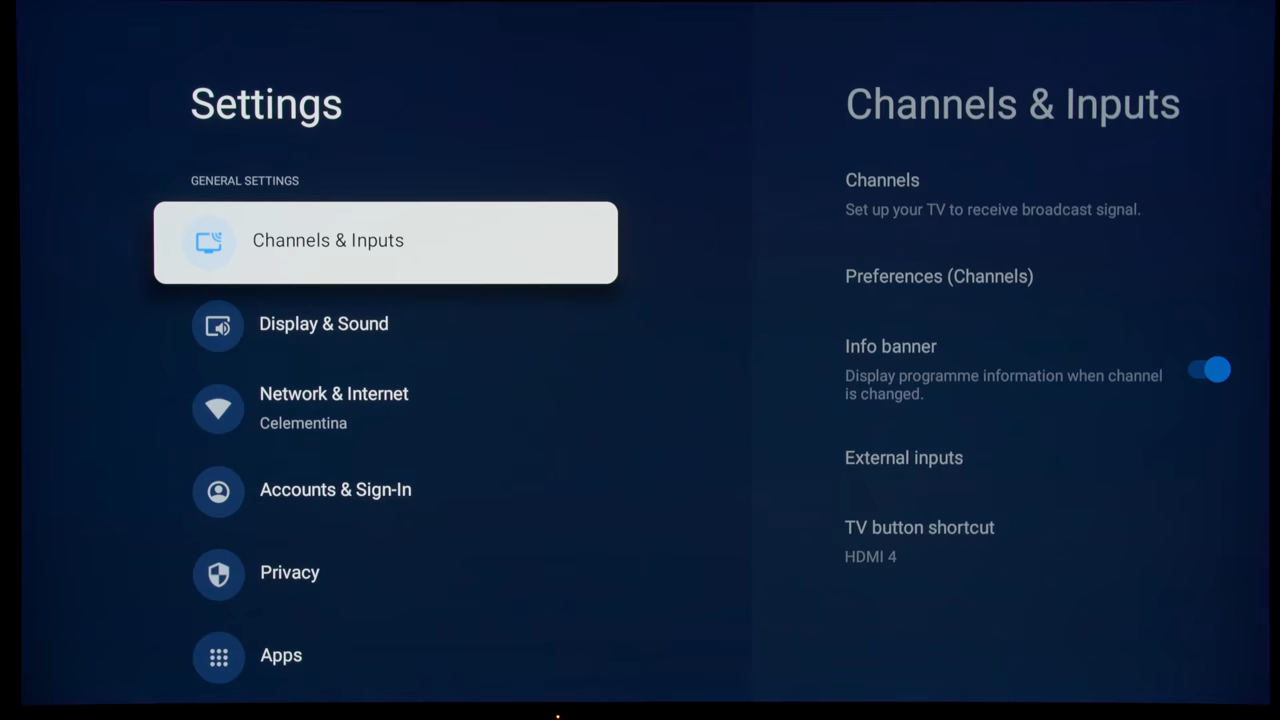 Settings
GENERAL SETTINGS
Channels & Inputs
Display & Sound
Network & Internet
Celementina
Accounts & Sign-In
Privacy
Apps
Channels & Inputs
Channels
Set up your TV to receive broadcast signal.
Preferences (Channels)
Info banner
Display programme information when channel
is changed.
External inputs
TV button shortcut
HDMI 4